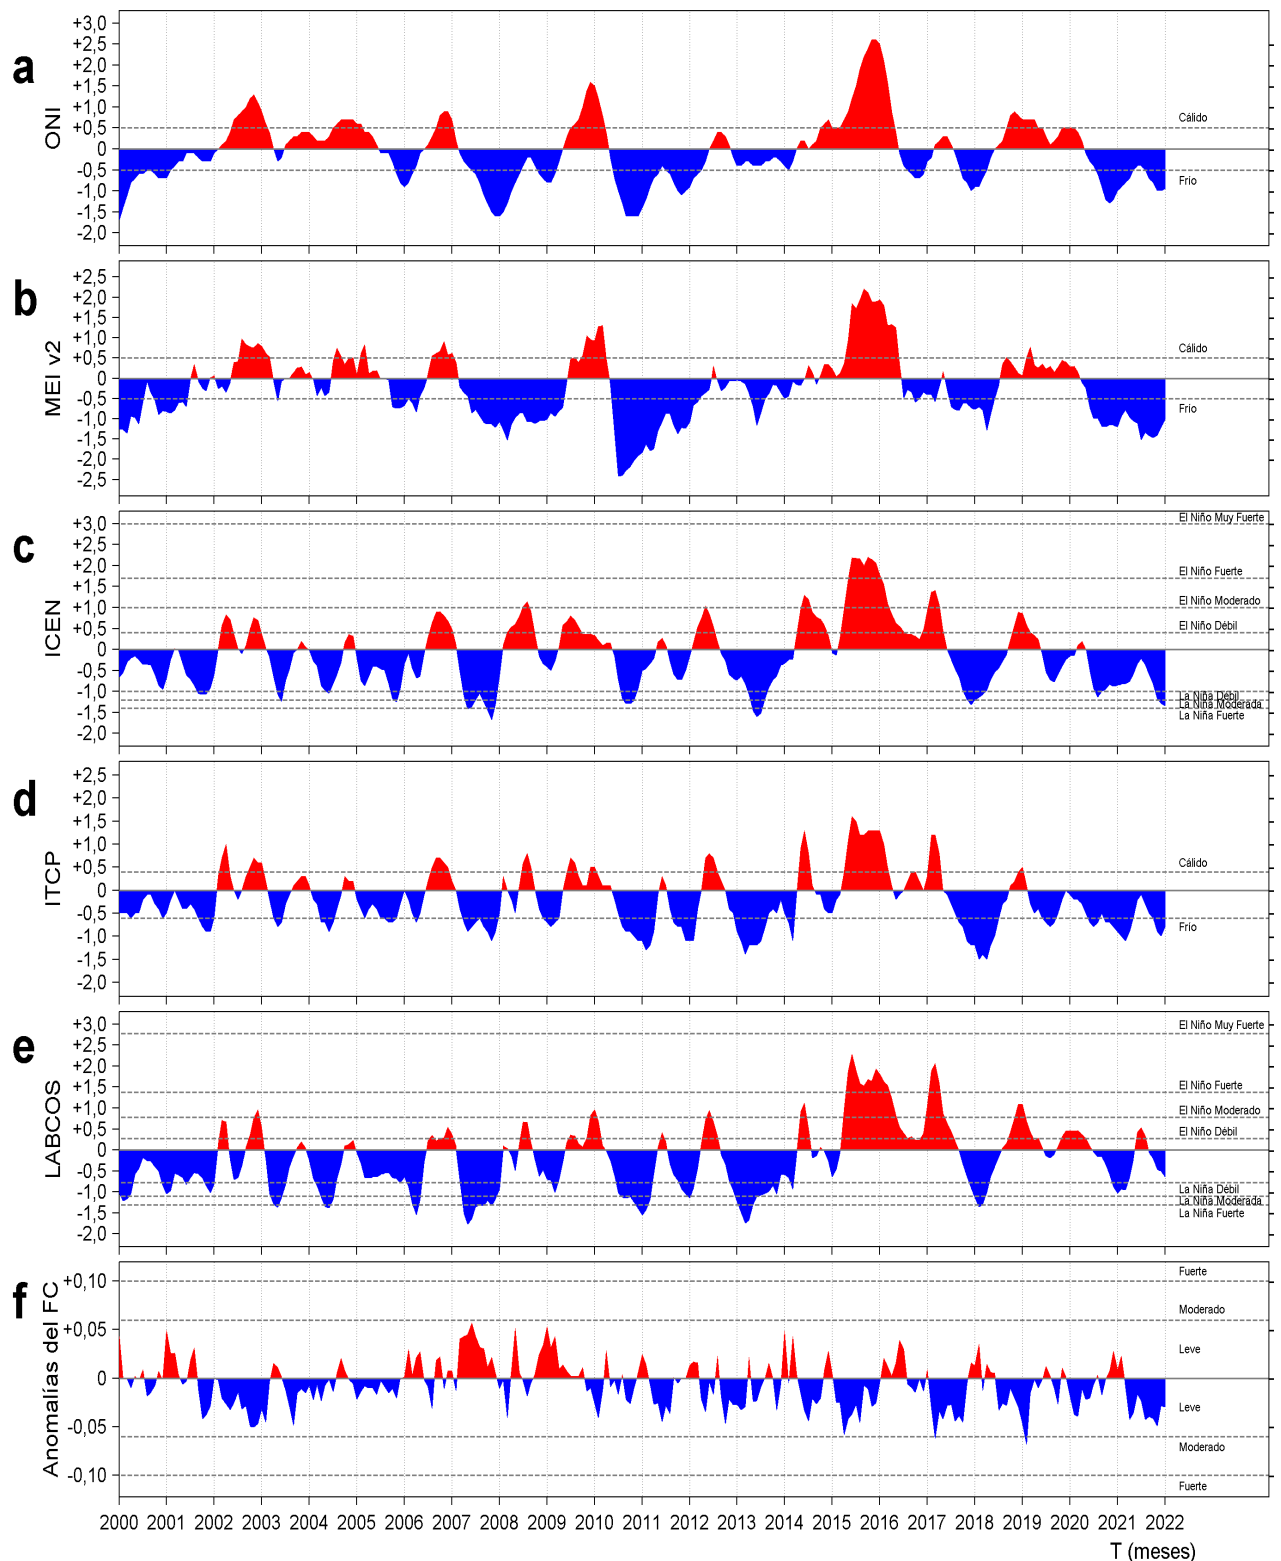 a
ONI
+3,0
+2,5
+2,0
+1,5
+1,0
+0,5
0
-0,5
-1,0
-1,5
-2,0
Cálido
Frío
b
MEI v2
+2,5
+2,0
+1,5
+1,0
+0,5
0
-0,5
-1,0
-1,5
-2,0
-2,5
Cálido
Frío
c
ICEN
+3,0
+2,5
+2,0
+1,5
+1,0
+0,5
0
-0,5
-1,0
-1,5
-2,0
El Niño Muy Fuerte
El Niño Fuerte
El Niño Moderado
El Niño Débil
La Niña Débil
La Niña Moderada
La Niña Fuerte
d
ITCP
+2,5
+2,0
+1,5
+1,0
+0,5
0
-0,5
-1,0
-1,5
-2,0
Cálido
Frío
e
LABCOS
+3,0
+2,5
+2,0
+1,5
+1,0
+0,5
0
-0,5
-1,0
-1,5
-2,0
El Niño Muy Fuerte
El Niño Fuerte
El Niño Moderado
El Niño Débil
La Niña Débil
La Niña Moderada
La Niña Fuerte
f
Anomalías del FC
+0,10
+0,05
0
-0,05
-0,10
Fuerte
Moderado
Leve
Leve
Moderado
Fuerte
2000 2001 2002 2003 2004 2005 2006 2007 2008 2009 2010 2011 2012 2013 2014 2015 2016 2017 2018 2019 2020 2021 2022
T (meses)